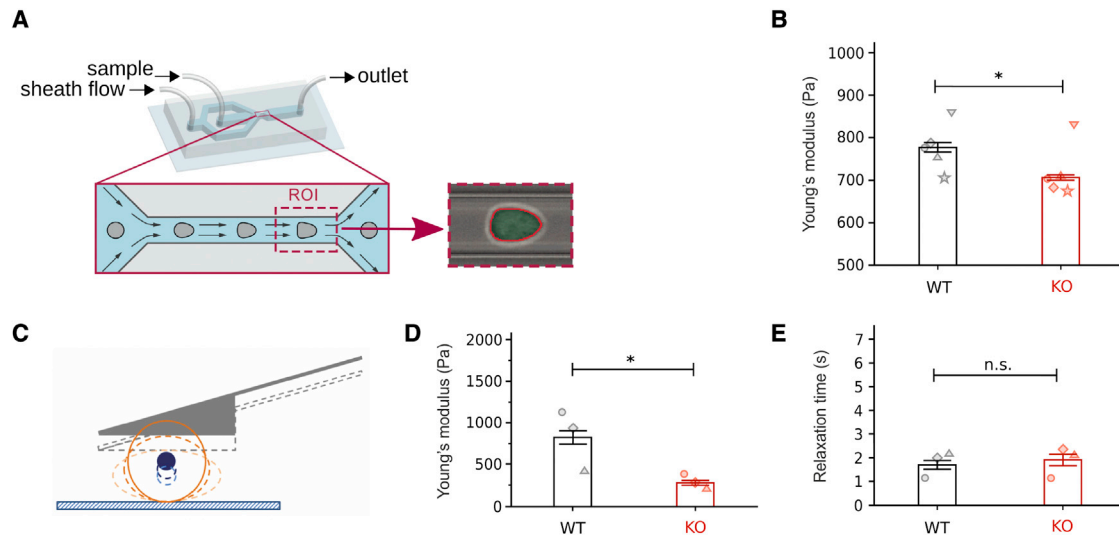 A
sample
sheath flow
outlet
ROI
B
Young's modulus (Pa)
1000
900
800
700
600
500
*
WT
KO
C
D
Young's modulus (Pa)
2000
1500
1000
500
0
*
WT
KO
E
Relaxation time (s)
7
6
5
4
3
2
1
0
n.s.
WT
KO